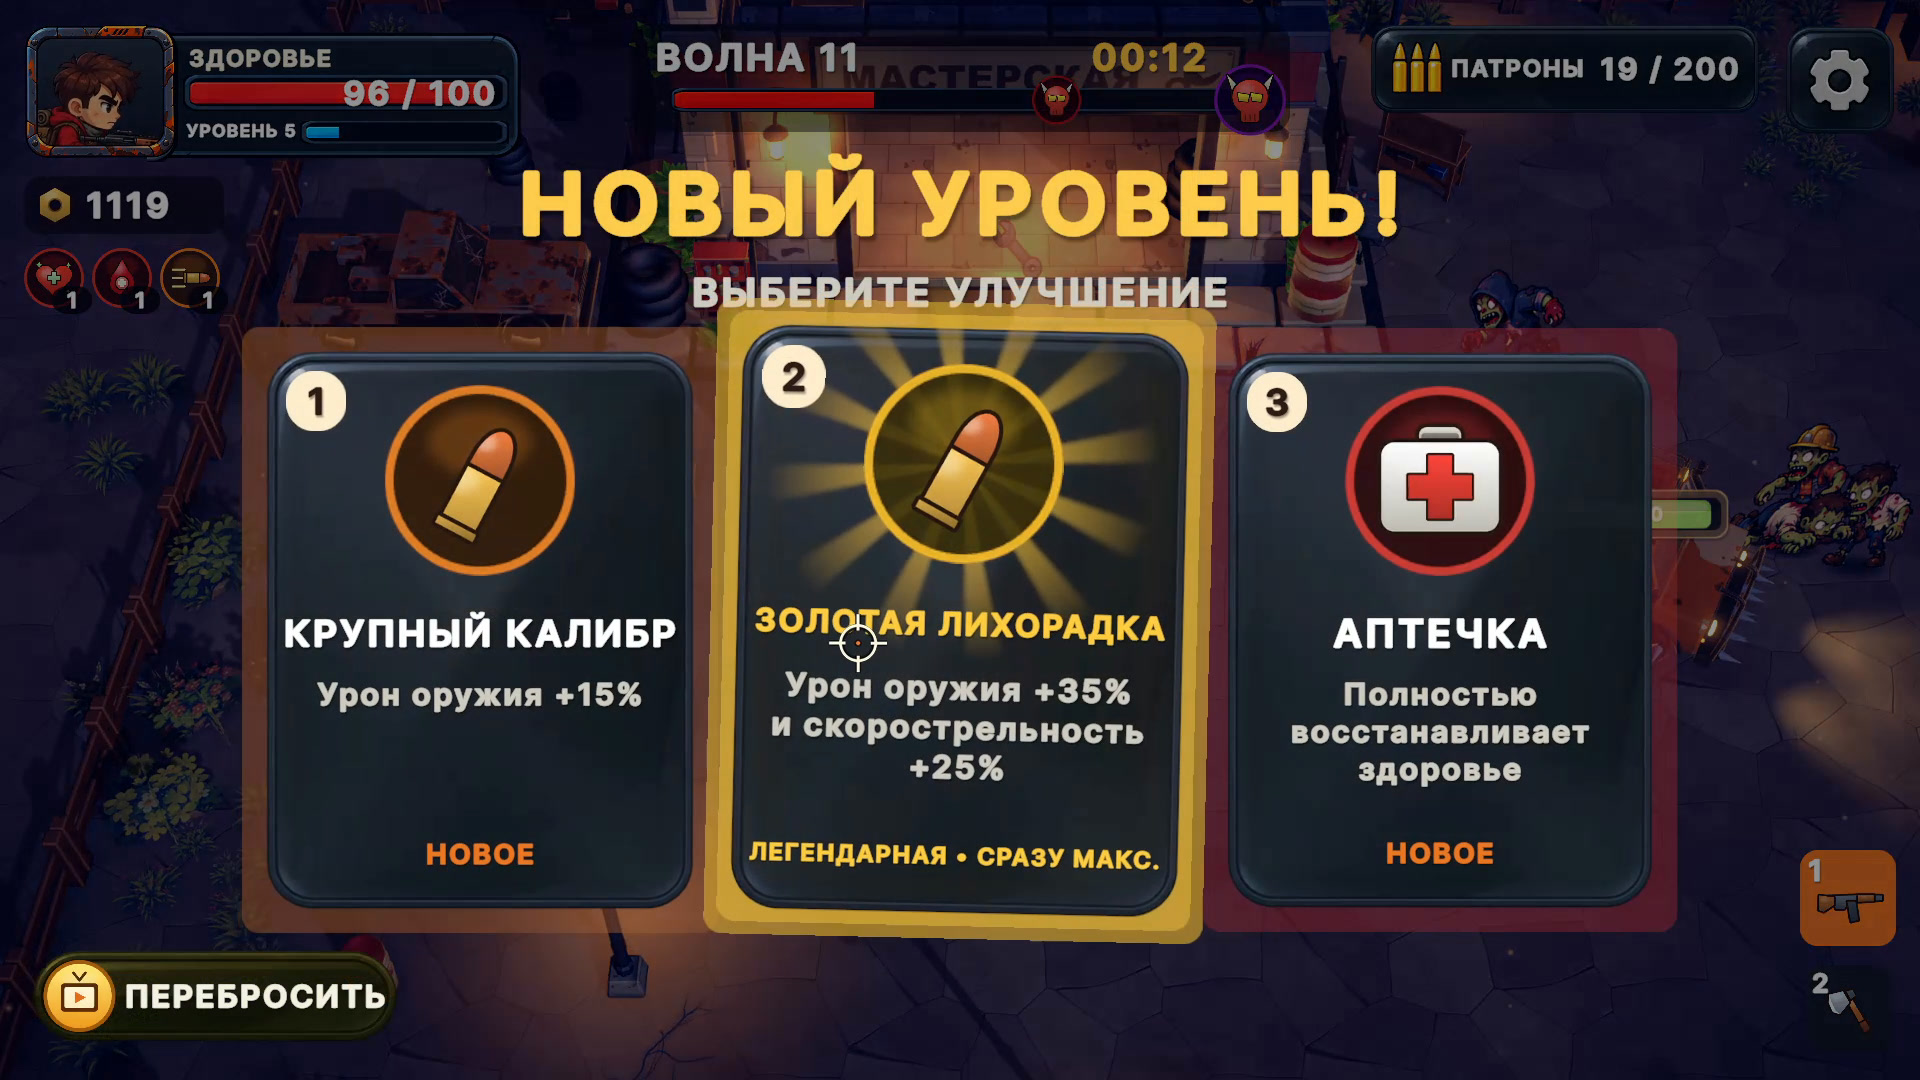 ЗДОРОВЬЕ
96 / 100
УРОВЕНЬ 5
ВОЛНА 11
00:12
МАСТЕРСКАЯ
ПАТРОНЫ 19 / 200
1119
1
1
1
НОВЫЙ УРОВЕНЬ!
ВЫБЕРИТЕ УЛУЧШЕНИЕ
1
КРУПНЫЙ КАЛИБР
Урон оружия +15%
НОВОЕ
2
ЗОЛОТАЯ ЛИХОРАДКА
Урон оружия +35%
и скорострельность
+25%
ЛЕГЕНДАРНАЯ • СРАЗУ МАКС.
3
АПТЕЧКА
Полностью
восстанавливает
здоровье
НОВОЕ
0
ПЕРЕБРОСИТЬ
1
2